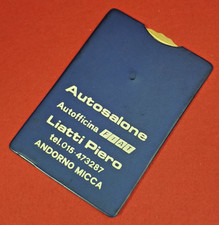 Autosalone
Autofficina FIAT
Liatti Piero
tel.015-473287
ANDORNO MICCA